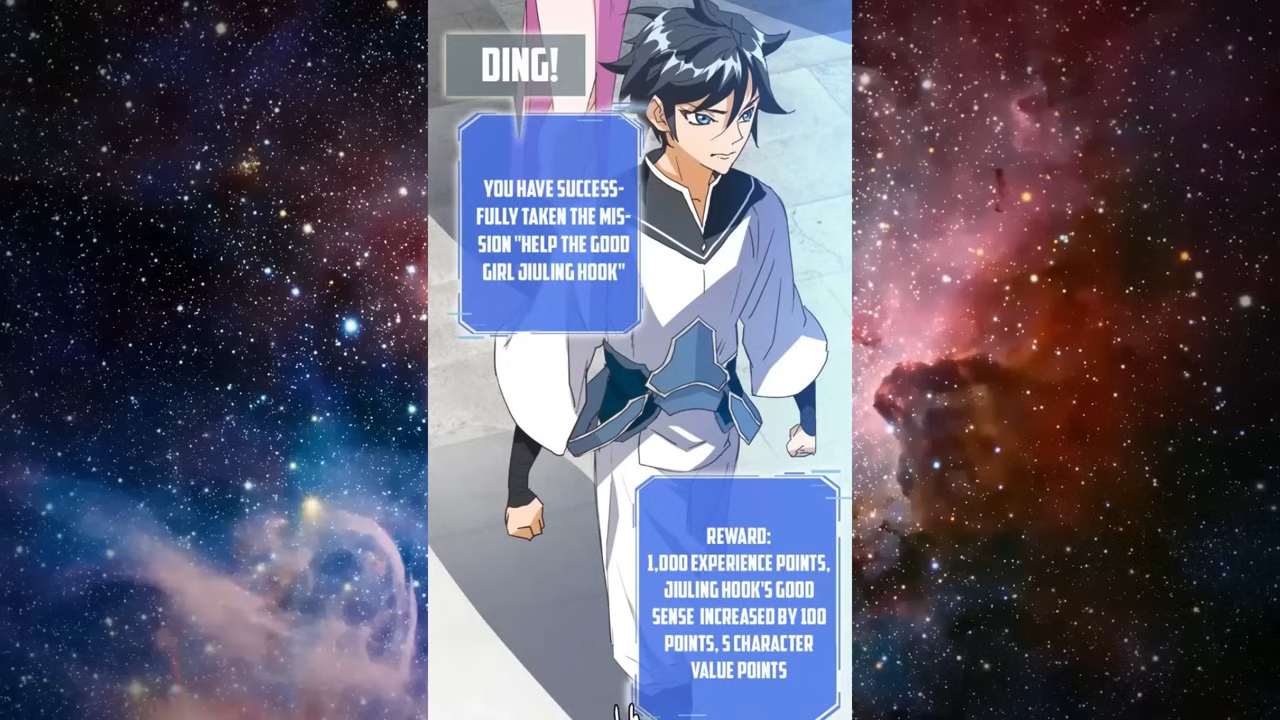 DING!
YOU HAVE SUCCESS-
FULLY TAKEN THE MIS-
SION "HELP THE GOOD
GIRL JIULING HOOK"
REWARD:
1,000 EXPERIENCE POINTS,
JIULING HOOK'S GOOD
SENSE INCREASED BY 100
POINTS, 5 CHARACTER
VALUE POINTS